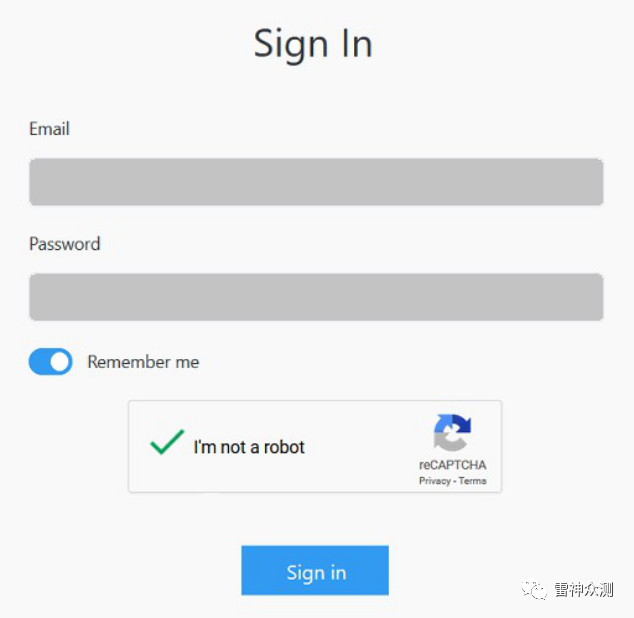 Sign In
Email
Password
Remember me
I'm not a robot
reCAPTCHA
Privacy - Terms
Sign in
雷神众测